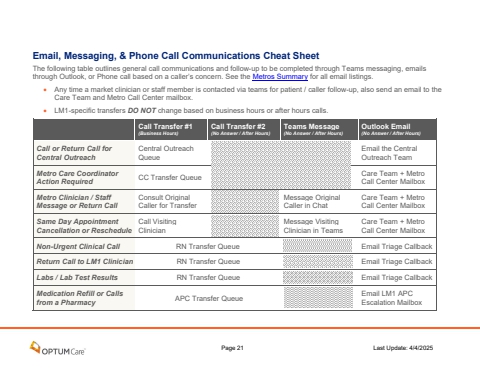 Email, Messaging, & Phone Call Communications Cheat Sheet
The following table outlines general call communications and follow-up to be completed through Teams messaging, emails
through Outlook, or Phone call based on a caller's concern. See the Metros Summary for all email listings.
• Any time a market clinician or staff member is contacted via teams for patient / caller follow-up, also send an email to the
Care Team and Metro Call Center mailbox.
• LM1-specific transfers DO NOT change based on business hours or after hours calls.
Call Transfer #1 Call Transfer #2 Teams Message Outlook Email
(Business Hours) (No Answer / After Hours) (No Answer / After Hours) (No Answer / After Hours)
Call or Return Call for Central Outreach Email the Central
Central Outreach Queue Outreach Team
Metro Care Coordinator CC Transfer Queue Care Team + Metro
Action Required Call Center Mailbox
Metro Clinician / Staff Consult Original Message Original Care Team + Metro
Message or Return Call Caller for Transfer Caller in Chat Call Center Mailbox
Same Day Appointment Call Visiting Message Visiting Care Team + Metro
Cancellation or Reschedule Clinician Clinician in Teams Call Center Mailbox
Non-Urgent Clinical Call RN Transfer Queue Email Triage Callback
Return Call to LM1 Clinician RN Transfer Queue Email Triage Callback
Labs / Lab Test Results RN Transfer Queue Email Triage Callback
Medication Refill or Calls APC Transfer Queue Email LM1 APC
from a Pharmacy Escalation Mailbox
OPTUMCare Page 21 Last Update: 4/4/2025